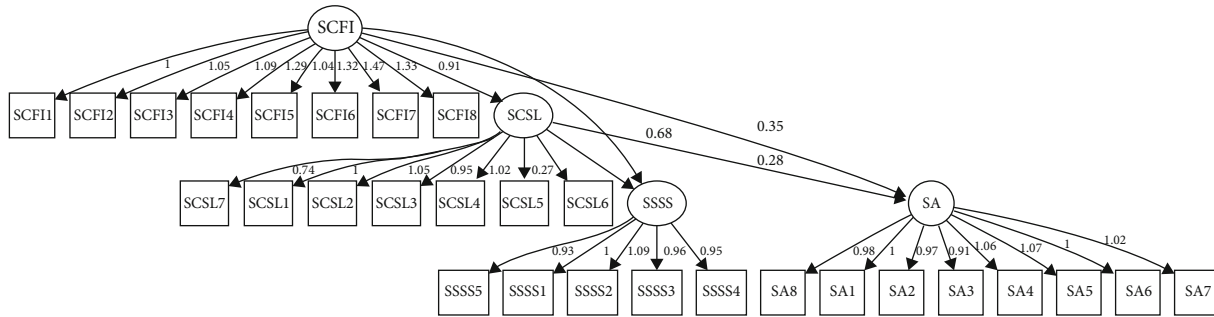 SCFI
1 1.05 1.09 1.29 1.04 1.32 1.47 1.33 0.91
SCFI1 SCFI2 SCFI3 SCFI4 SCFI5 SCFI6 SCFI7 SCFI8
SCSL
0.68 0.35
0.28
0.74 1 1.05 0.95 1.02 0.27
SCSL7 SCSL1 SCSL2 SCSL3 SCSL4 SCSL5 SCSL6
SSSS SA
0.93 1 1.09 0.96 0.95 0.98 1 0.97 0.91 1.06 1.07 1 1.02
SSSS5 SSSS1 SSSS2 SSSS3 SSSS4 SA8 SA1 SA2 SA3 SA4 SA5 SA6 SA7